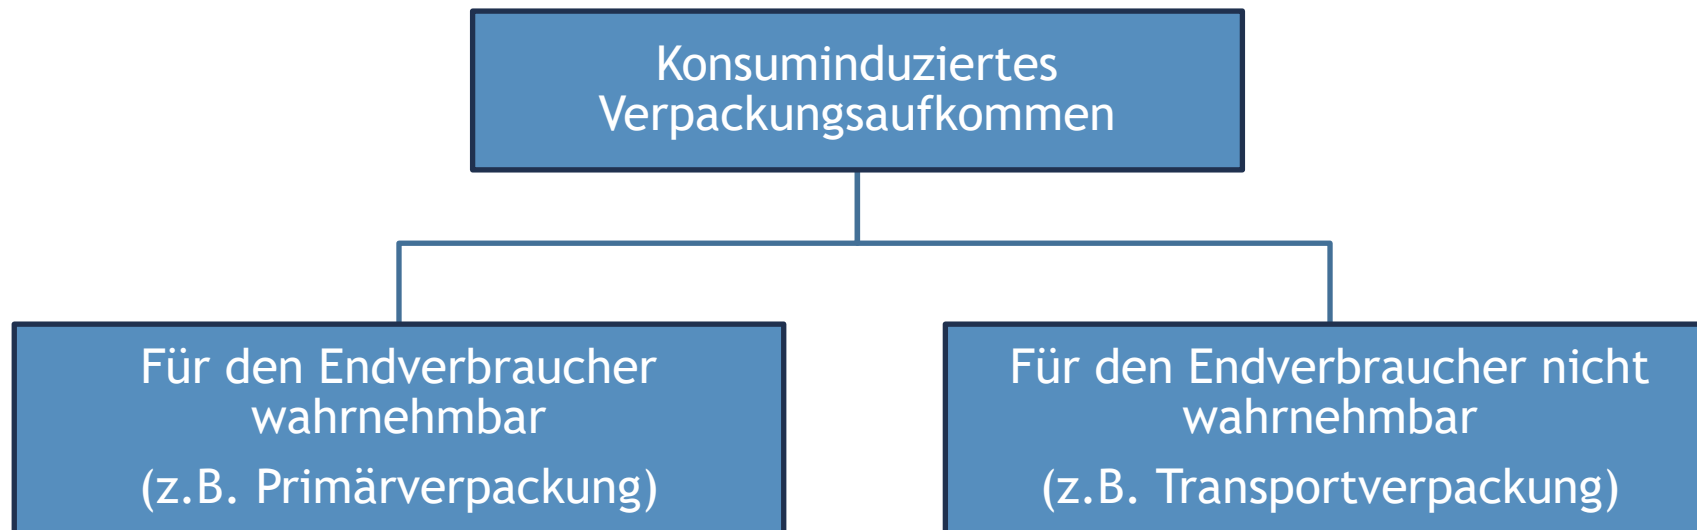 Konsuminduziertes
Verpackungsaufkommen
Für den Endverbraucher
wahrnehmbar
(z.B. Primärverpackung)
Für den Endverbraucher nicht
wahrnehmbar
(z.B. Transportverpackung)